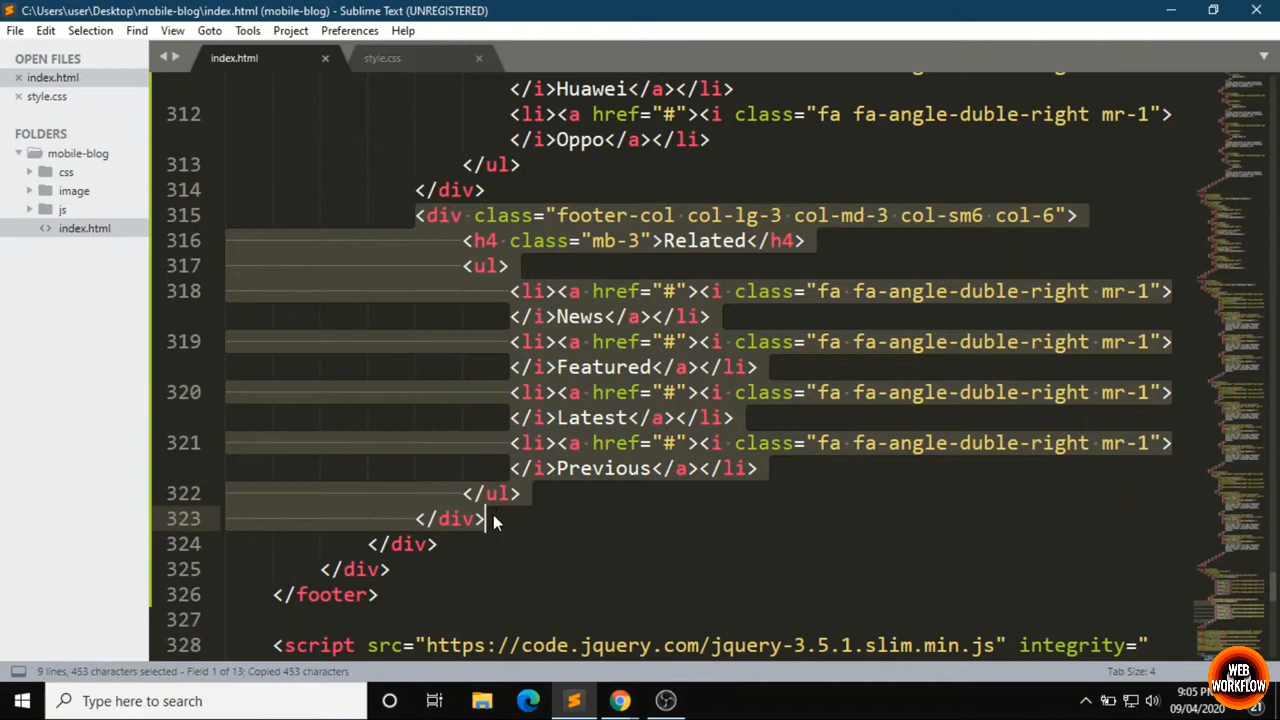 C:\Users\user\Desktop\mobile-blog\index.html (mobile-blog) - Sublime Text (UNREGISTERED)
File Edit Selection Find View Goto Tools Project Preferences Help
OPEN FILES
index.html
style.css
FOLDERS
mobile-blog
css
image
js
index.html
index.html style.css
</i>Huawei</a></li>
312 <li><a href="#"><i class="fa fa-angle-duble-right mr-1">
</i>Oppo</a></li>
313 </ul>
314 </div>
315 <div class="footer-col col-lg-3 col-md-3 col-sm6 col-6">
316 <h4 class="mb-3">Related</h4>
317 <ul>
318 <li><a href="#"><i class="fa fa-angle-duble-right mr-1">
</i>News</a></li>
319 <li><a href="#"><i class="fa fa-angle-duble-right mr-1">
</i>Featured</a></li>
320 <li><a href="#"><i class="fa fa-angle-duble-right mr-1">
</i>Latest</a></li>
321 <li><a href="#"><i class="fa fa-angle-duble-right mr-1">
</i>Previous</a></li>
322 </ul>
323 </div>
324 </div>
325 </div>
326 </footer>
327
328 <script src="https://code.jquery.com/jquery-3.5.1.slim.min.js" integrity="
9 lines, 453 characters selected - Field 1 of 13; Copied 453 characters
Tab Size: 4
Type here to search
9:05 PM
09/04/2020
21
WEB
WORKFLOW